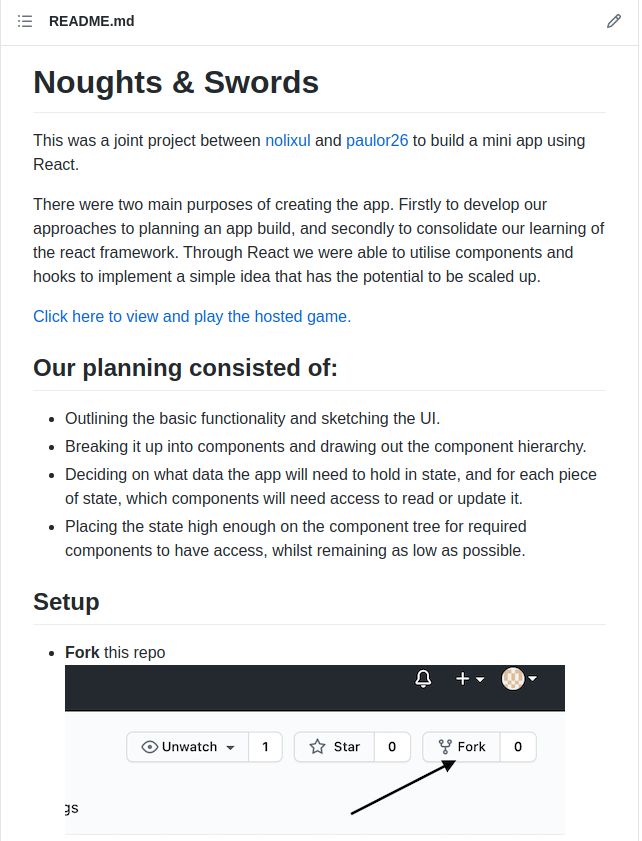 README.md
Noughts & Swords
This was a joint project between nolixul and paulor26 to build a mini app using
React.
There were two main purposes of creating the app. Firstly to develop our
approaches to planning an app build, and secondly to consolidate our learning of
the react framework. Through React we were able to utilise components and
hooks to implement a simple idea that has the potential to be scaled up.
Click here to view and play the hosted game.
Our planning consisted of:
• Outlining the basic functionality and sketching the UI.
• Breaking it up into components and drawing out the component hierarchy.
• Deciding on what data the app will need to hold in state, and for each piece
of state, which components will need access to read or update it.
• Placing the state high enough on the component tree for required
components to have access, whilst remaining as low as possible.
Setup
• Fork this repo
Unwatch 1 Star 0 Fork 0
gs